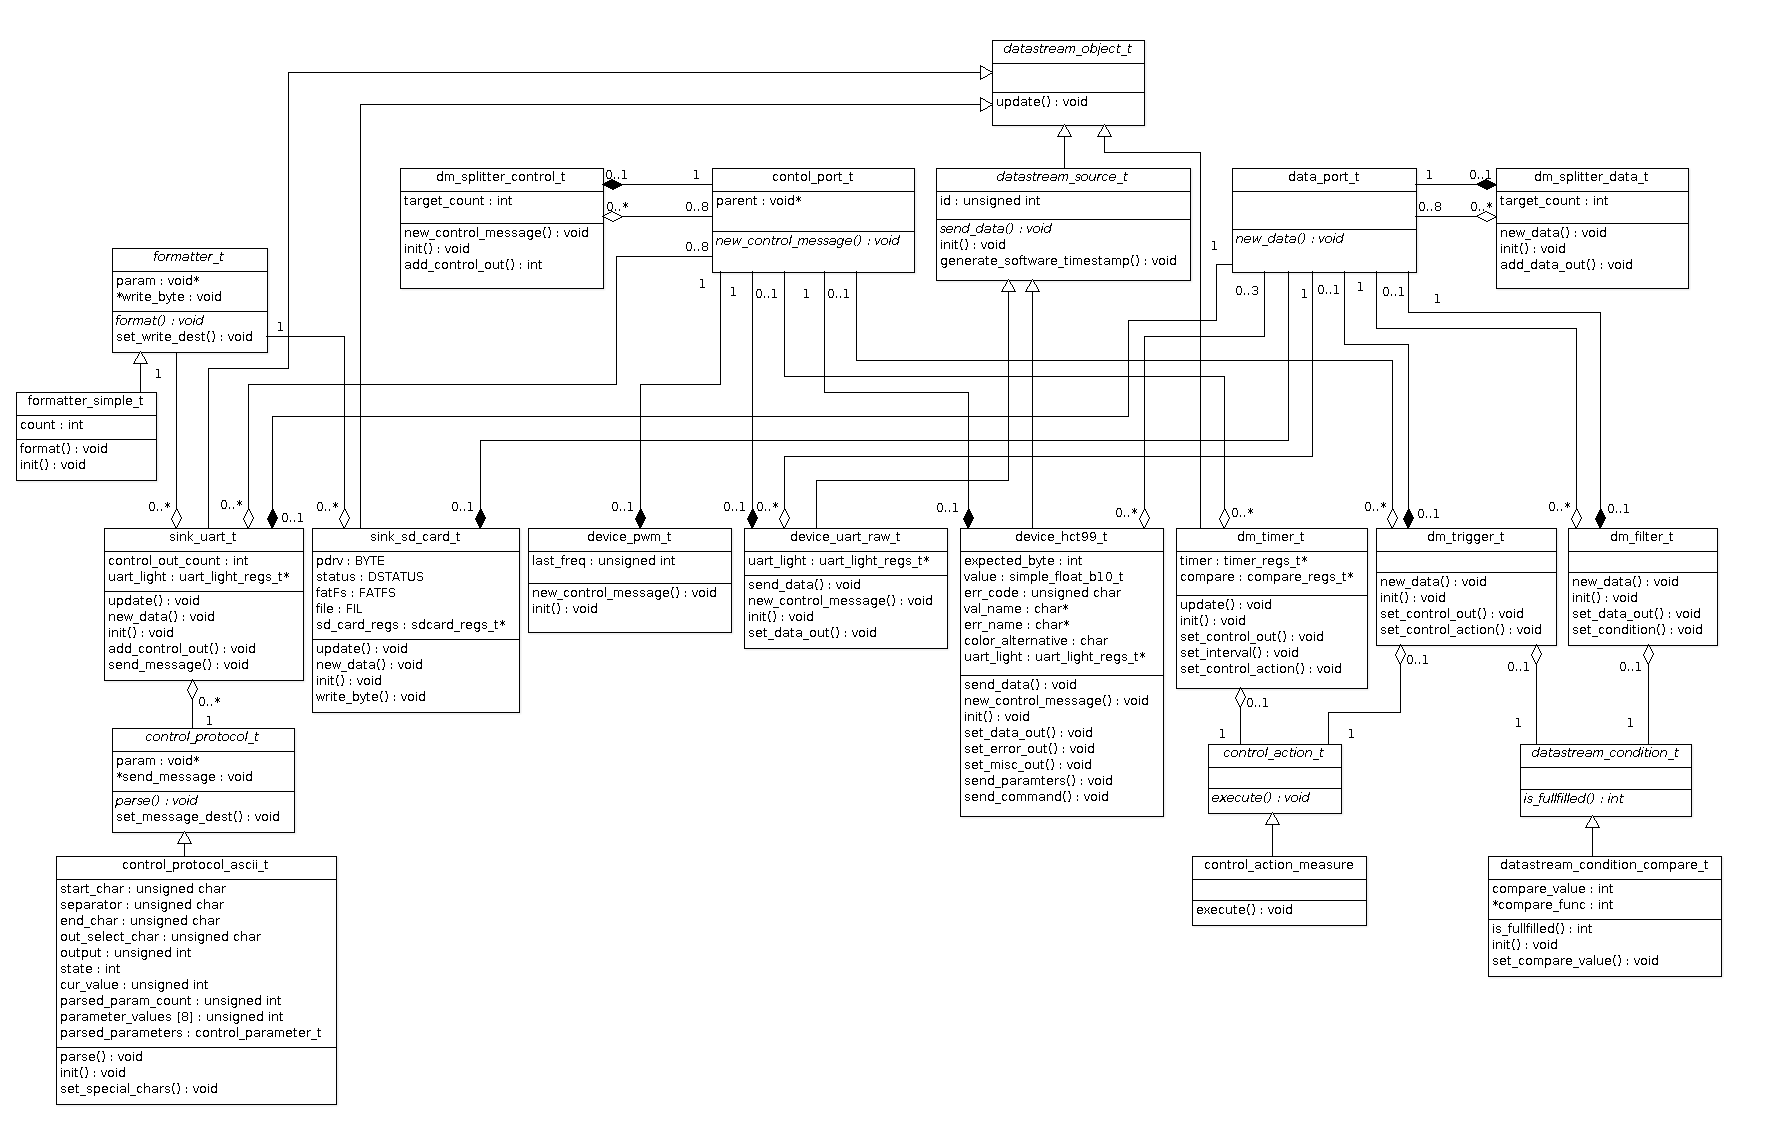 datastream_object_t
update() : void
dm_splitter_control_t
target_count : int
new_control_message() : void
init() : void
add_control_out() : int
0..1
1
0..*
0..8
contol_port_t
parent : void*
new_control_message() : void
datastream_source_t
id : unsigned int
send_data() : void
init() : void
generate_software_timestamp() : void
data_port_t
new_data() : void
1
0..1
0..8
0..*
dm_splitter_data_t
target_count : int
new_data() : void
init() : void
add_data_out() : void
0..8
1
1
0..1
1
0..1
1
0..3
1
0..1
1
0..1
1
formatter_t
param : void*
*write_byte : void
format() : void
set_write_dest() : void
1
1
formatter_simple_t
count : int
format() : void
init() : void
0..*
0..*
0..1
0..*
0..1
0..1
0..1
0..*
0..1
0..*
0..*
0..*
0..1
0..*
0..1
sink_uart_t
control_out_count : int
uart_light : uart_light_regs_t*
update() : void
new_data() : void
init() : void
add_control_out() : void
send_message() : void
sink_sd_card_t
pdrv : BYTE
status : DSTATUS
fatFs : FATFS
file : FIL
sd_card_regs : sdcard_regs_t*
update() : void
new_data() : void
init() : void
write_byte() : void
device_pwm_t
last_freq : unsigned int
new_control_message() : void
init() : void
device_uart_raw_t
uart_light : uart_light_regs_t*
send_data() : void
new_control_message() : void
init() : void
set_data_out() : void
device_hct99_t
expected_byte : int
value : simple_float_b10_t
err_code : unsigned char
val_name : char*
err_name : char*
color_alternative : char
uart_light : uart_light_regs_t*
send_data() : void
new_control_message() : void
init() : void
set_data_out() : void
set_error_out() : void
set_misc_out() : void
send_paramters() : void
send_command() : void
dm_timer_t
timer : timer_regs_t*
compare : compare_regs_t*
update() : void
init() : void
set_control_out() : void
set_interval() : void
set_control_action() : void
dm_trigger_t
new_data() : void
init() : void
set_control_out() : void
set_control_action() : void
dm_filter_t
new_data() : void
init() : void
set_data_out() : void
set_condition() : void
0..*
1
0..1
1
0..1
1
0..1
1
0..1
1
control_protocol_t
param : void*
*send_message : void
parse() : void
set_message_dest() : void
control_action_t
execute() : void
datastream_condition_t
is_fullfilled() : int
control_protocol_ascii_t
start_char : unsigned char
separator : unsigned char
end_char : unsigned char
out_select_char : unsigned char
output : unsigned int
state : int
cur_value : unsigned int
parsed_param_count : unsigned int
parameter_values [8] : unsigned int
parsed_parameters : control_parameter_t
parse() : void
init() : void
set_special_chars() : void
control_action_measure
execute() : void
datastream_condition_compare_t
compare_value : int
*compare_func : int
is_fullfilled() : int
init() : void
set_compare_value() : void